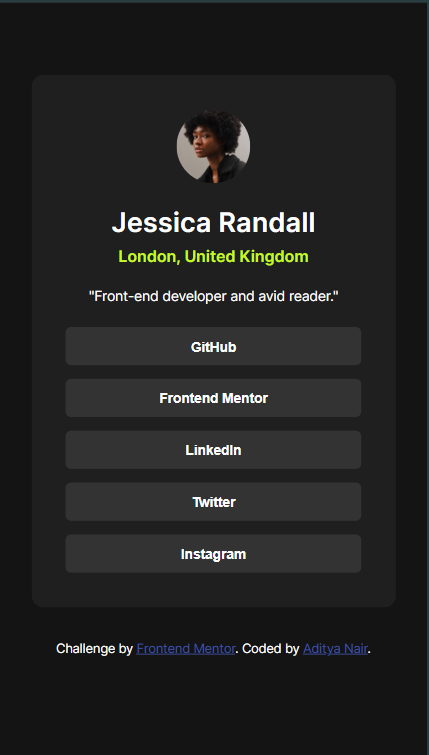 Jessica Randall
London, United Kingdom
"Front-end developer and avid reader."
GitHub
Frontend Mentor
LinkedIn
Twitter
Instagram
Challenge by Frontend Mentor. Coded by Aditya Nair.